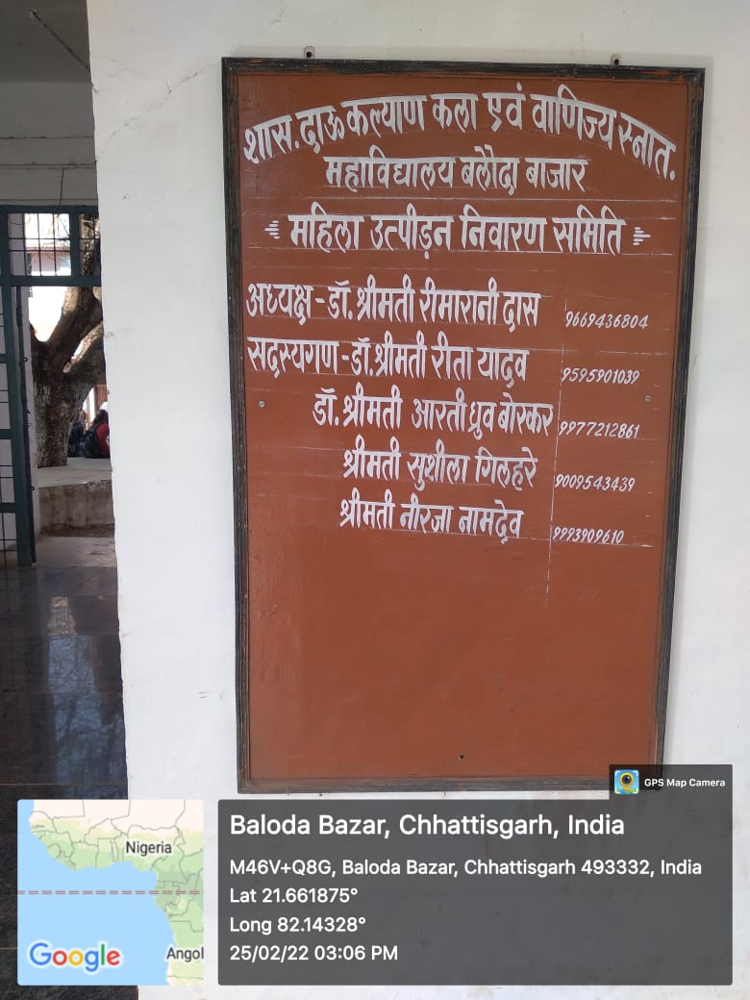 शास. दाऊ कल्याण कला एवं वाणिज्य स्नात.
महाविद्यालय बलौदा बाजार
महिला उत्पीड़न निवारण समिति
अध्यक्ष - डॉ. श्रीमती रीमारानी दास 9669436804
सदस्यगण - डॉ. श्रीमती रीता यादव 9595901039
डॉ. श्रीमती आरती ध्रुव बोरकर 9977212861
श्रीमती सुशीला गिलहरे 9009543439
श्रीमती नीरजा नामदेव 9993909610
GPS Map Camera
Nigeria
Angol
Google
Baloda Bazar, Chhattisgarh, India
M46V+Q8G, Baloda Bazar, Chhattisgarh 493332, India
Lat 21.661875°
Long 82.14328°
25/02/22 03:06 PM